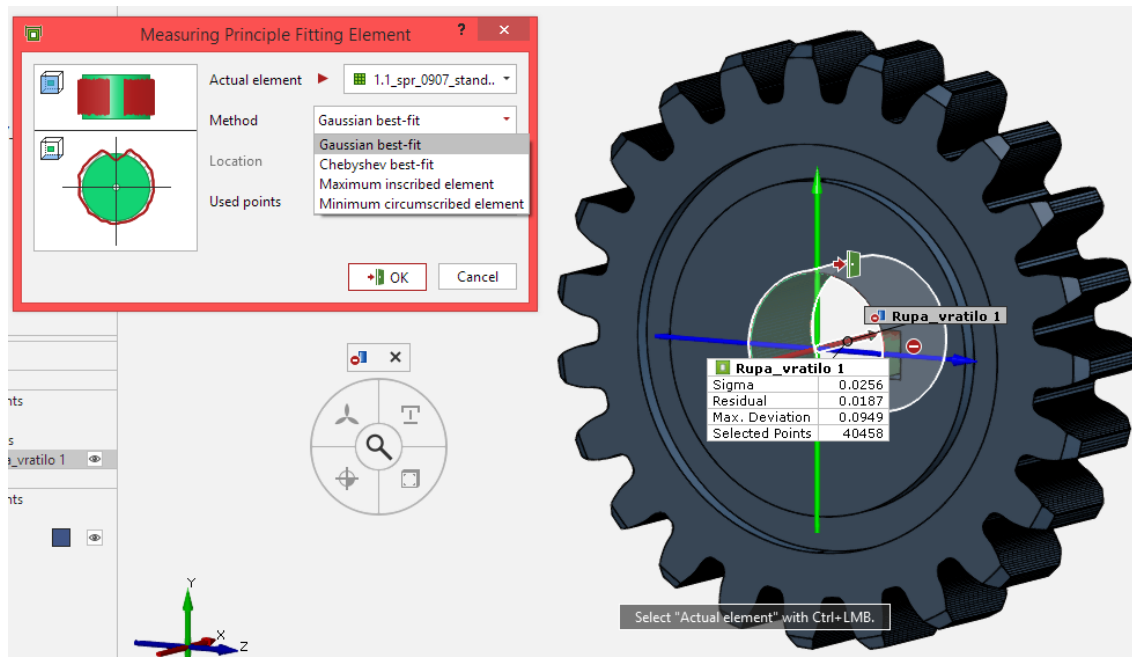 Measuring Principle Fitting Element ? ×
Actual element 1.1_spr_0907_stand..
Method Gaussian best-fit
Gaussian best-fit
Chebyshev best-fit
Location
Maximum inscribed element
Used points
Minimum circumscribed element
OK Cancel
Rupa_vratilo 1
Rupa_vratilo 1
Sigma 0.0256
Residual 0.0187
Max. Deviation 0.0949
Selected Points 40458
nts
s
a_vratilo 1
nts
Select "Actual element" with Ctrl+LMB.
Y
X
Z